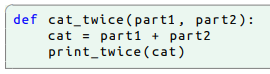 def cat_twice(part1, part2):
    cat = part1 + part2
    print_twice(cat)